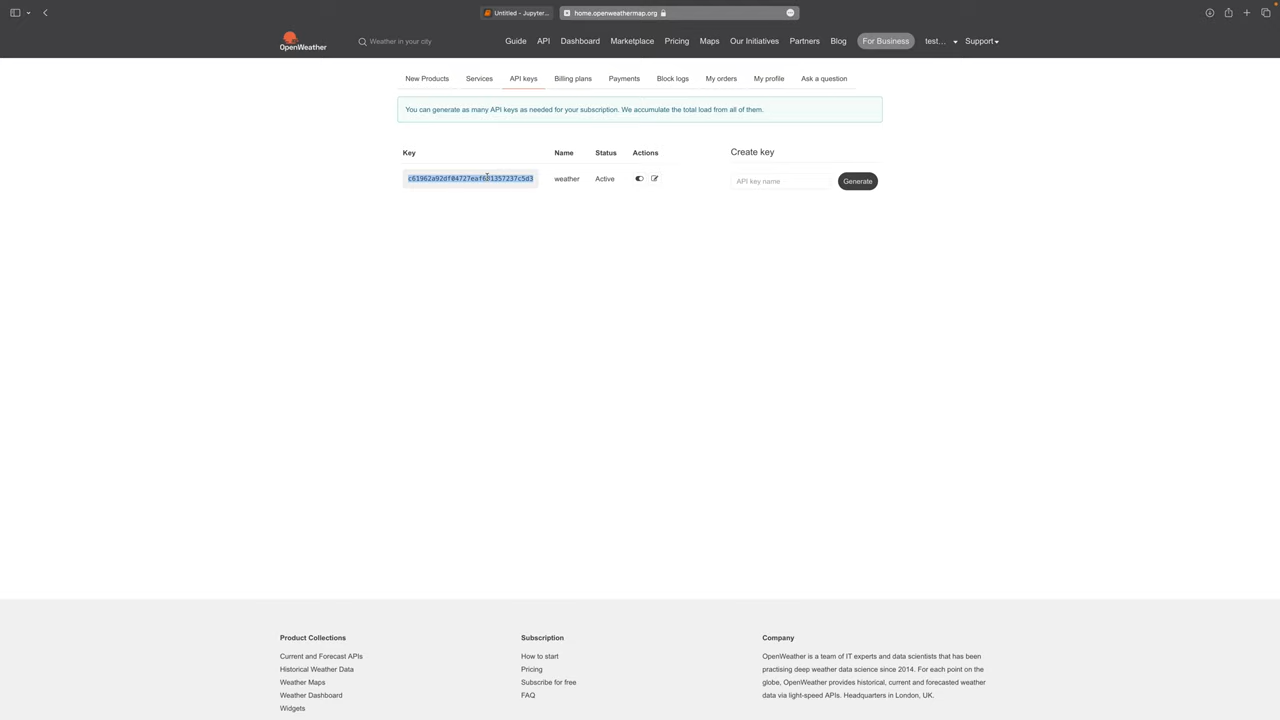 Untitled - Jupyter...
home.openweathermap.org
OpenWeather
Weather in your city
Guide API Dashboard Marketplace Pricing Maps Our Initiatives Partners Blog For Business test... Support
New Products Services API keys Billing plans Payments Block logs My orders My profile Ask a question
You can generate as many API keys as needed for your subscription. We accumulate the total load from all of them.
Key Name Status Actions
Create key
weather Active
API key name Generate
Product Collections
Current and Forecast APIs
Historical Weather Data
Weather Maps
Weather Dashboard
Widgets
Subscription
How to start
Pricing
Subscribe for free
FAQ
Company
OpenWeather is a team of IT experts and data scientists that has been
practising deep weather data science since 2014. For each point on the
globe, OpenWeather provides historical, current and forecasted weather
data via light-speed APIs. Headquarters in London, UK.